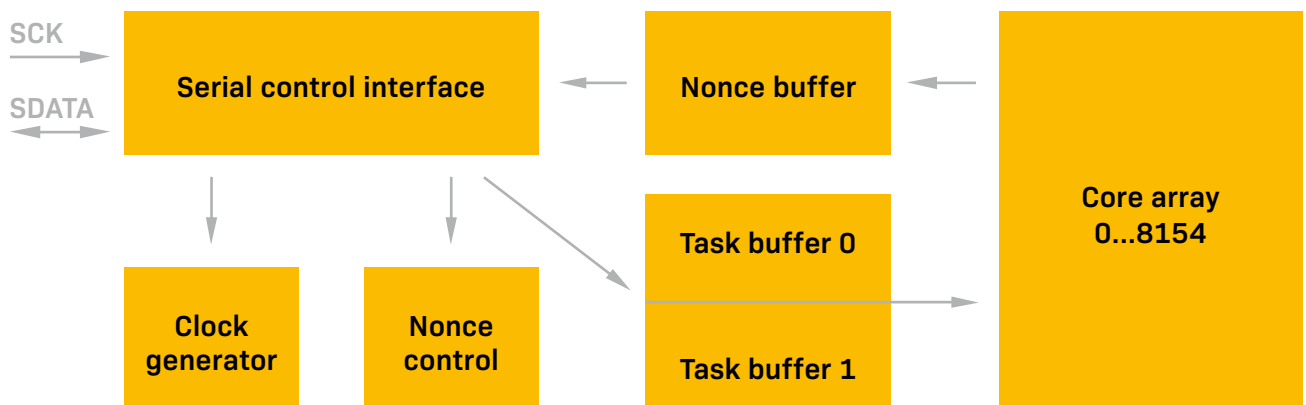 SCK
SDATA
Serial control interface
Nonce buffer
Core array
0...8154
Task buffer 0
Task buffer 1
Clock
generator
Nonce
control